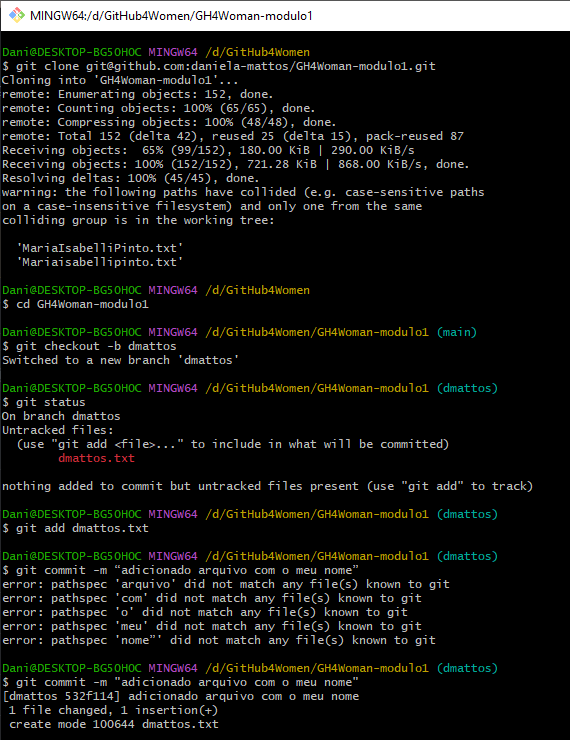 MINGW64:/d/GitHub4Women/GH4Woman-modulo1
Dani@DESKTOP-BG50HOC MINGW64 /d/GitHub4Women
$ git clone git@github.com:daniela-mattos/GH4Woman-modulo1.git
Cloning into 'GH4Woman-modulo1'...
remote: Enumerating objects: 152, done.
remote: Counting objects: 100% (65/65), done.
remote: Compressing objects: 100% (48/48), done.
remote: Total 152 (delta 42), reused 25 (delta 15), pack-reused 87
Receiving objects:  65% (99/152), 180.00 KiB | 290.00 KiB/s
Receiving objects: 100% (152/152), 721.28 KiB | 868.00 KiB/s, done.
Resolving deltas: 100% (45/45), done.
warning: the following paths have collided (e.g. case-sensitive paths
on a case-insensitive filesystem) and only one from the same
colliding group is in the working tree:
  'MariaIsabelliPinto.txt'
  'Mariaisabellipinto.txt'
Dani@DESKTOP-BG50HOC MINGW64 /d/GitHub4Women
$ cd GH4Woman-modulo1
Dani@DESKTOP-BG50HOC MINGW64 /d/GitHub4Women/GH4Woman-modulo1 (main)
$ git checkout -b dmattos
Switched to a new branch 'dmattos'
Dani@DESKTOP-BG50HOC MINGW64 /d/GitHub4Women/GH4Woman-modulo1 (dmattos)
$ git status
On branch dmattos
Untracked files:
  (use "git add <file>..." to include in what will be committed)
        dmattos.txt
nothing added to commit but untracked files present (use "git add" to track)
Dani@DESKTOP-BG50HOC MINGW64 /d/GitHub4Women/GH4Woman-modulo1 (dmattos)
$ git add dmattos.txt
Dani@DESKTOP-BG50HOC MINGW64 /d/GitHub4Women/GH4Woman-modulo1 (dmattos)
$ git commit -m “adicionado arquivo com o meu nome”
error: pathspec 'arquivo' did not match any file(s) known to git
error: pathspec 'com' did not match any file(s) known to git
error: pathspec 'o' did not match any file(s) known to git
error: pathspec 'meu' did not match any file(s) known to git
error: pathspec 'nome”' did not match any file(s) known to git
Dani@DESKTOP-BG50HOC MINGW64 /d/GitHub4Women/GH4Woman-modulo1 (dmattos)
$ git commit -m "adicionado arquivo com o meu nome"
[dmattos 532f114] adicionado arquivo com o meu nome
 1 file changed, 1 insertion(+)
 create mode 100644 dmattos.txt